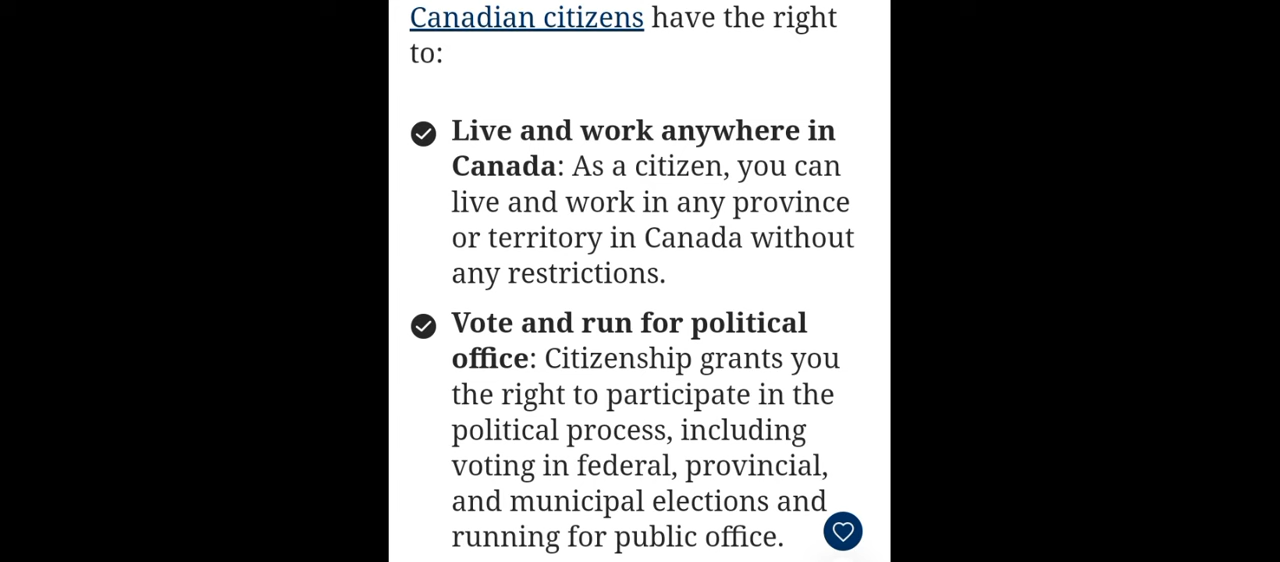 Canadian citizens have the right
to:
Live and work anywhere in
Canada: As a citizen, you can
live and work in any province
or territory in Canada without
any restrictions.
Vote and run for political
office: Citizenship grants you
the right to participate in the
political process, including
voting in federal, provincial,
and municipal elections and
running for public office.